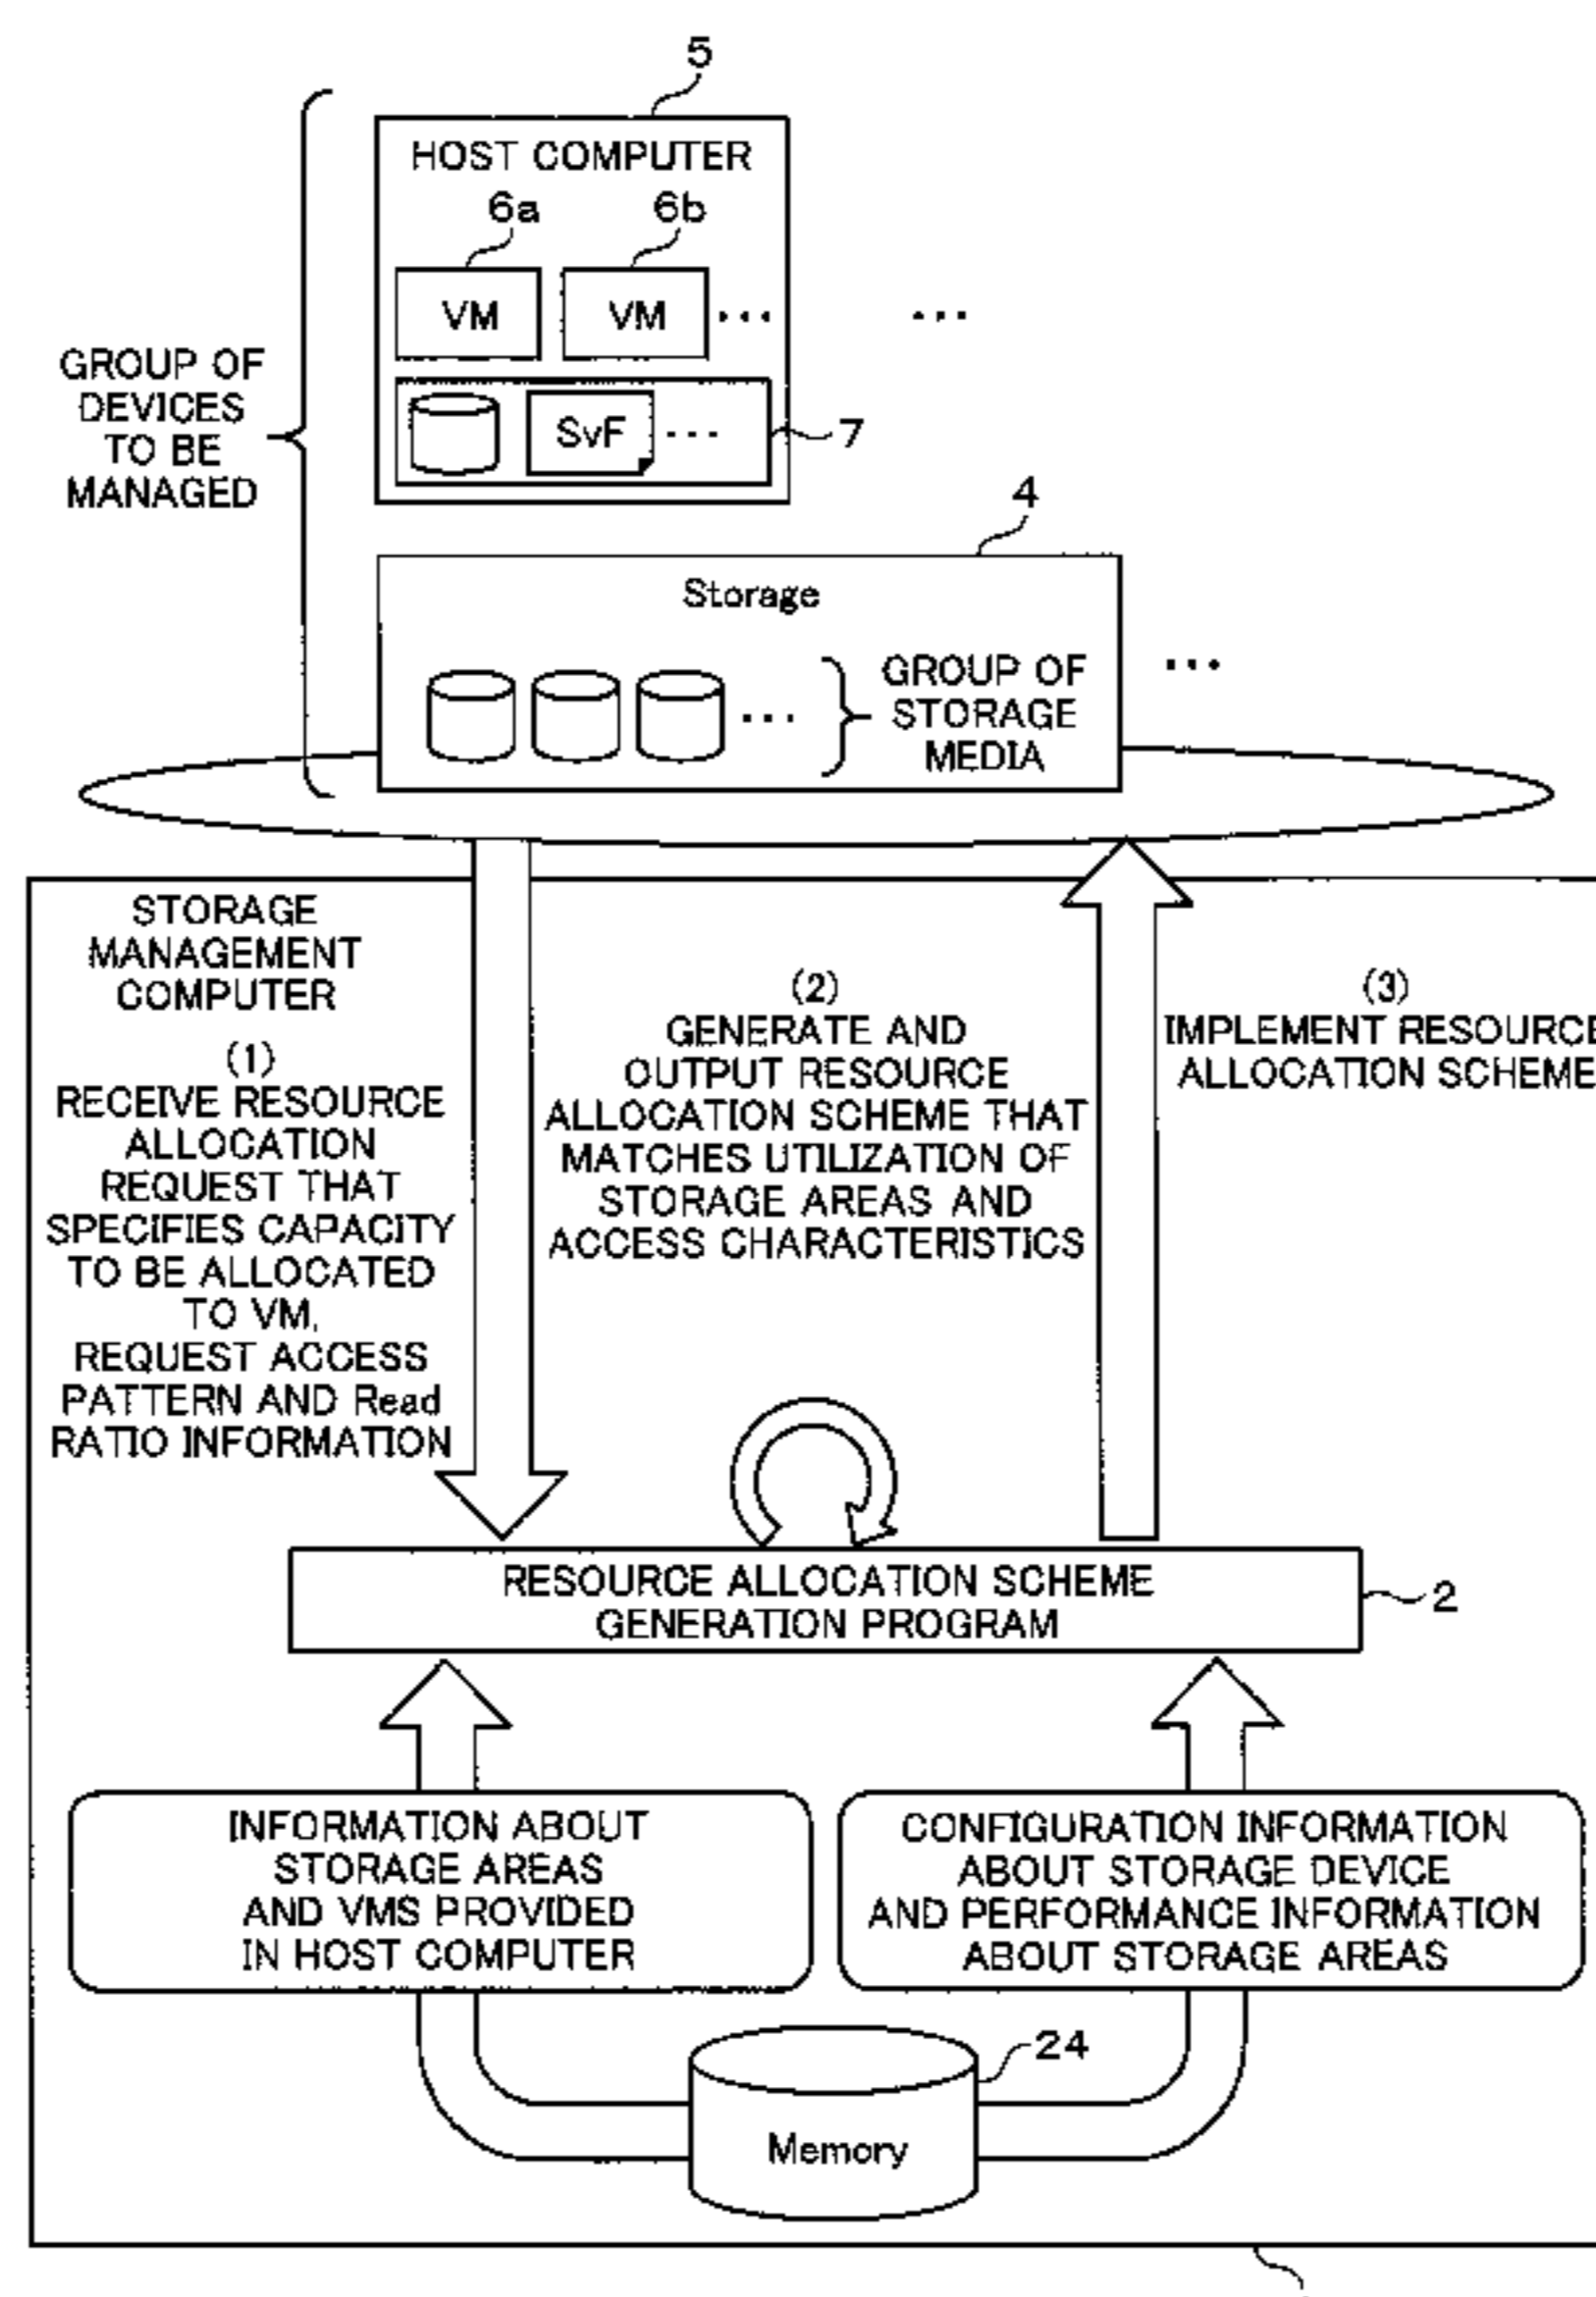 5
HOST COMPUTER
6a 6b
VM VM ... ...
GROUP OF
DEVICES
TO BE
MANAGED
SvF ... 7
4
Storage
...
GROUP OF
STORAGE
MEDIA
...
STORAGE
MANAGEMENT
COMPUTER
(1)
RECEIVE RESOURCE
ALLOCATION
REQUEST THAT
SPECIFIES CAPACITY
TO BE ALLOCATED
TO VM,
REQUEST ACCESS
PATTERN AND Read
RATIO INFORMATION
(2)
GENERATE AND
OUTPUT RESOURCE
ALLOCATION SCHEME THAT
MATCHES UTILIZATION OF
STORAGE AREAS AND
ACCESS CHARACTERISTICS
(3)
IMPLEMENT RESOURCE
ALLOCATION SCHEME
RESOURCE ALLOCATION SCHEME
GENERATION PROGRAM
2
INFORMATION ABOUT
STORAGE AREAS
AND VMS PROVIDED
IN HOST COMPUTER
CONFIGURATION INFORMATION
ABOUT STORAGE DEVICE
AND PERFORMANCE INFORMATION
ABOUT STORAGE AREAS
24
Memory